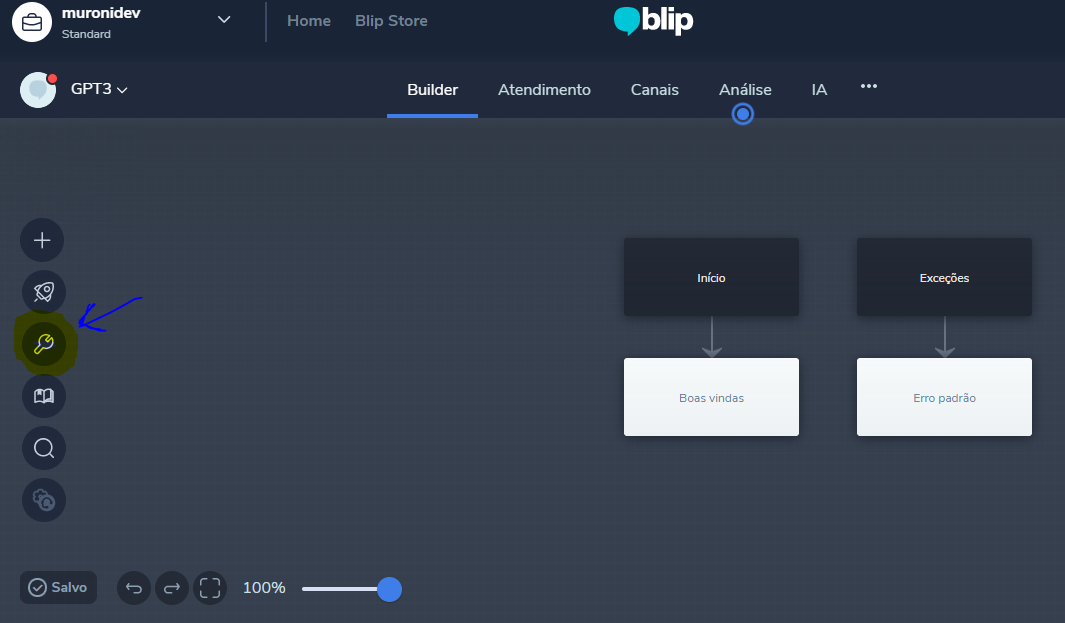 muronidev
Standard
Home
Blip Store
blip
GPT3
Builder
Atendimento
Canais
Análise
IA
Início
Exceções
Boas vindas
Erro padrão
Salvo
100%